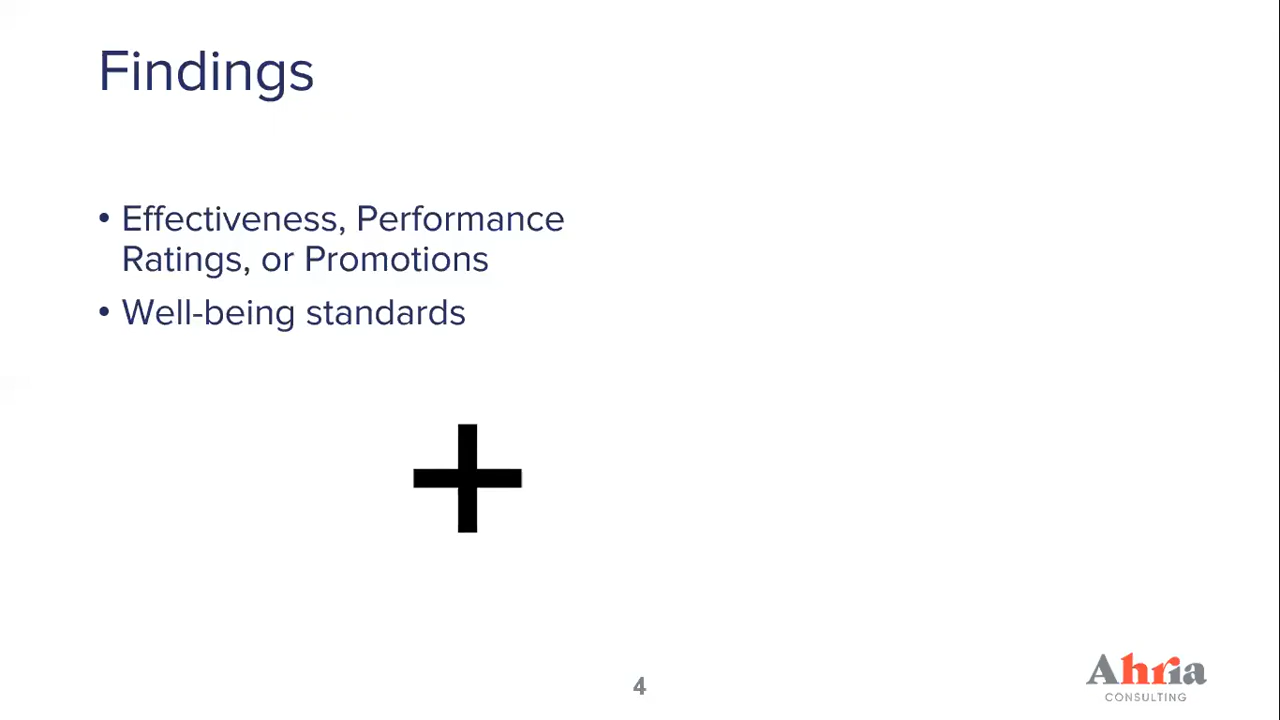 Findings
• Effectiveness, Performance
Ratings, or Promotions
• Well-being standards
4
Ahria
CONSULTING